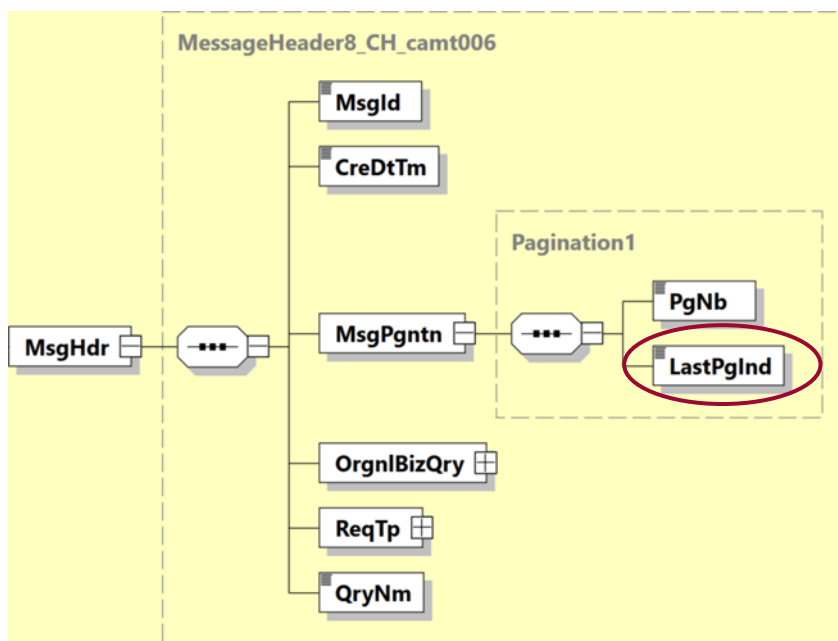 MessageHeader8_CH_camt006
MsgId
CreDtTm
Pagination1
PgNb
MsgHdr
MsgPgntn
LastPgInd
OrgnlBizQry
ReqTp
QryNm